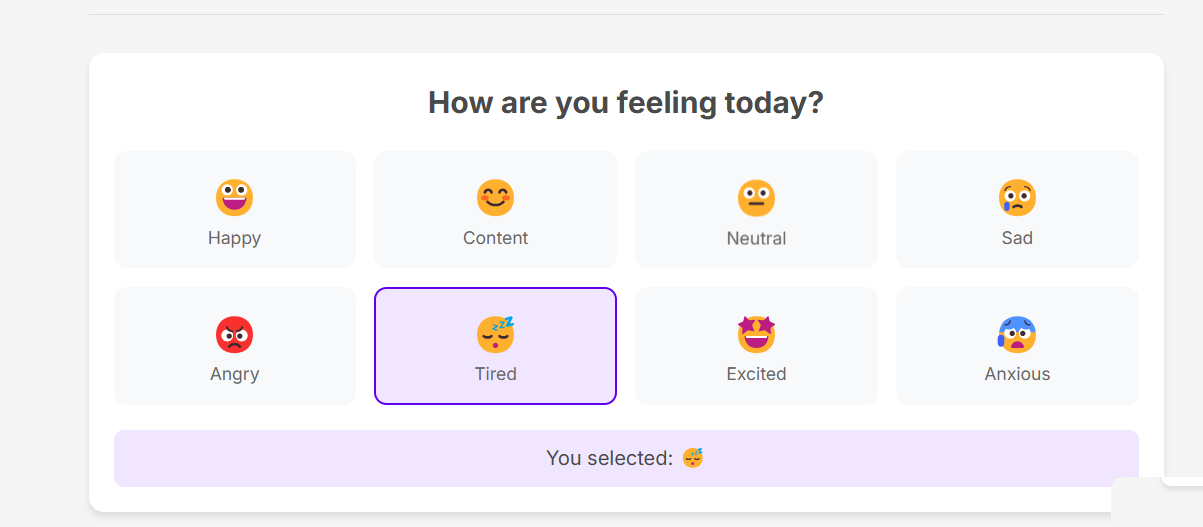 How are you feeling today?
Happy
Content
Neutral
Sad
Angry
Tired
Excited
Anxious
You selected: 😴